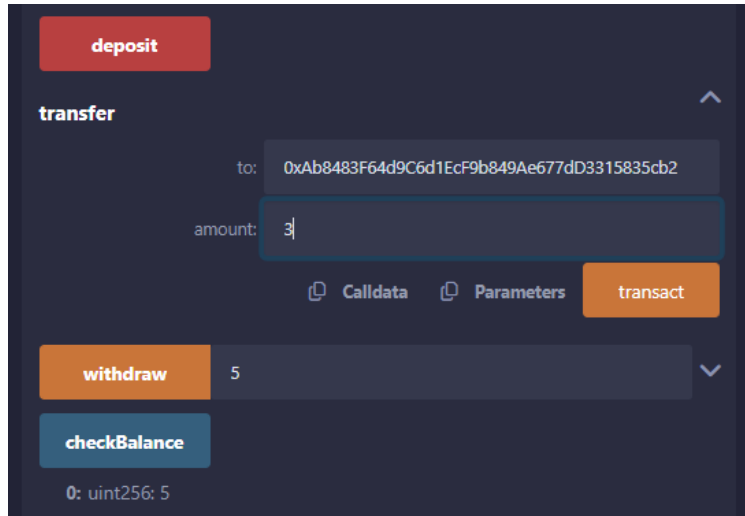 deposit
transfer
to: 0xAb8483F64d9C6d1EcF9b849Ae677dD3315835cb2
amount: 3
Calldata Parameters transact
withdraw 5
checkBalance
0: uint256: 5